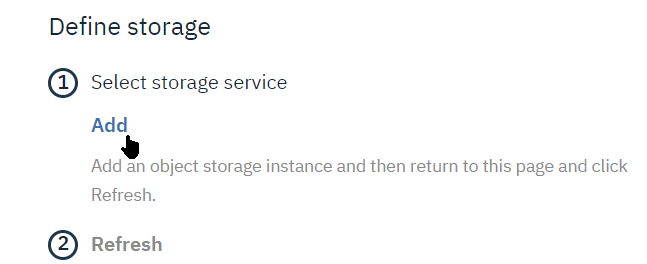 Define storage
1 Select storage service
Add
Add an object storage instance and then return to this page and click
Refresh.
2 Refresh